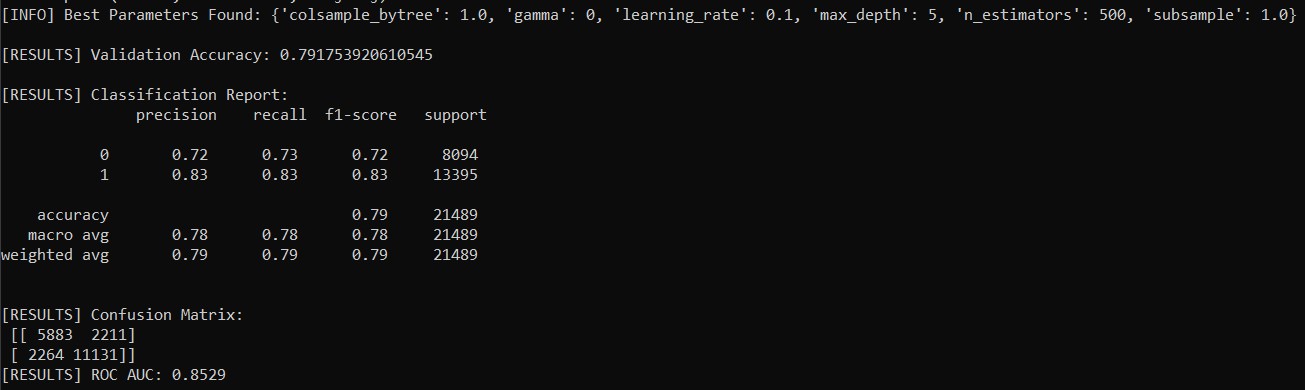 [INFO] Best Parameters Found: {'colsample_bytree': 1.0, 'gamma': 0, 'learning_rate': 0.1, 'max_depth': 5, 'n_estimators': 500, 'subsample': 1.0}
[RESULTS] Validation Accuracy: 0.791753920610545
[RESULTS] Classification Report:
precision recall f1-score support
0 0.72 0.73 0.72 8094
1 0.83 0.83 0.83 13395
accuracy 0.79 21489
macro avg 0.78 0.78 0.78 21489
weighted avg 0.79 0.79 0.79 21489
[RESULTS] Confusion Matrix:
[[ 5883 2211]
[ 2264 11131]]
[RESULTS] ROC AUC: 0.8529